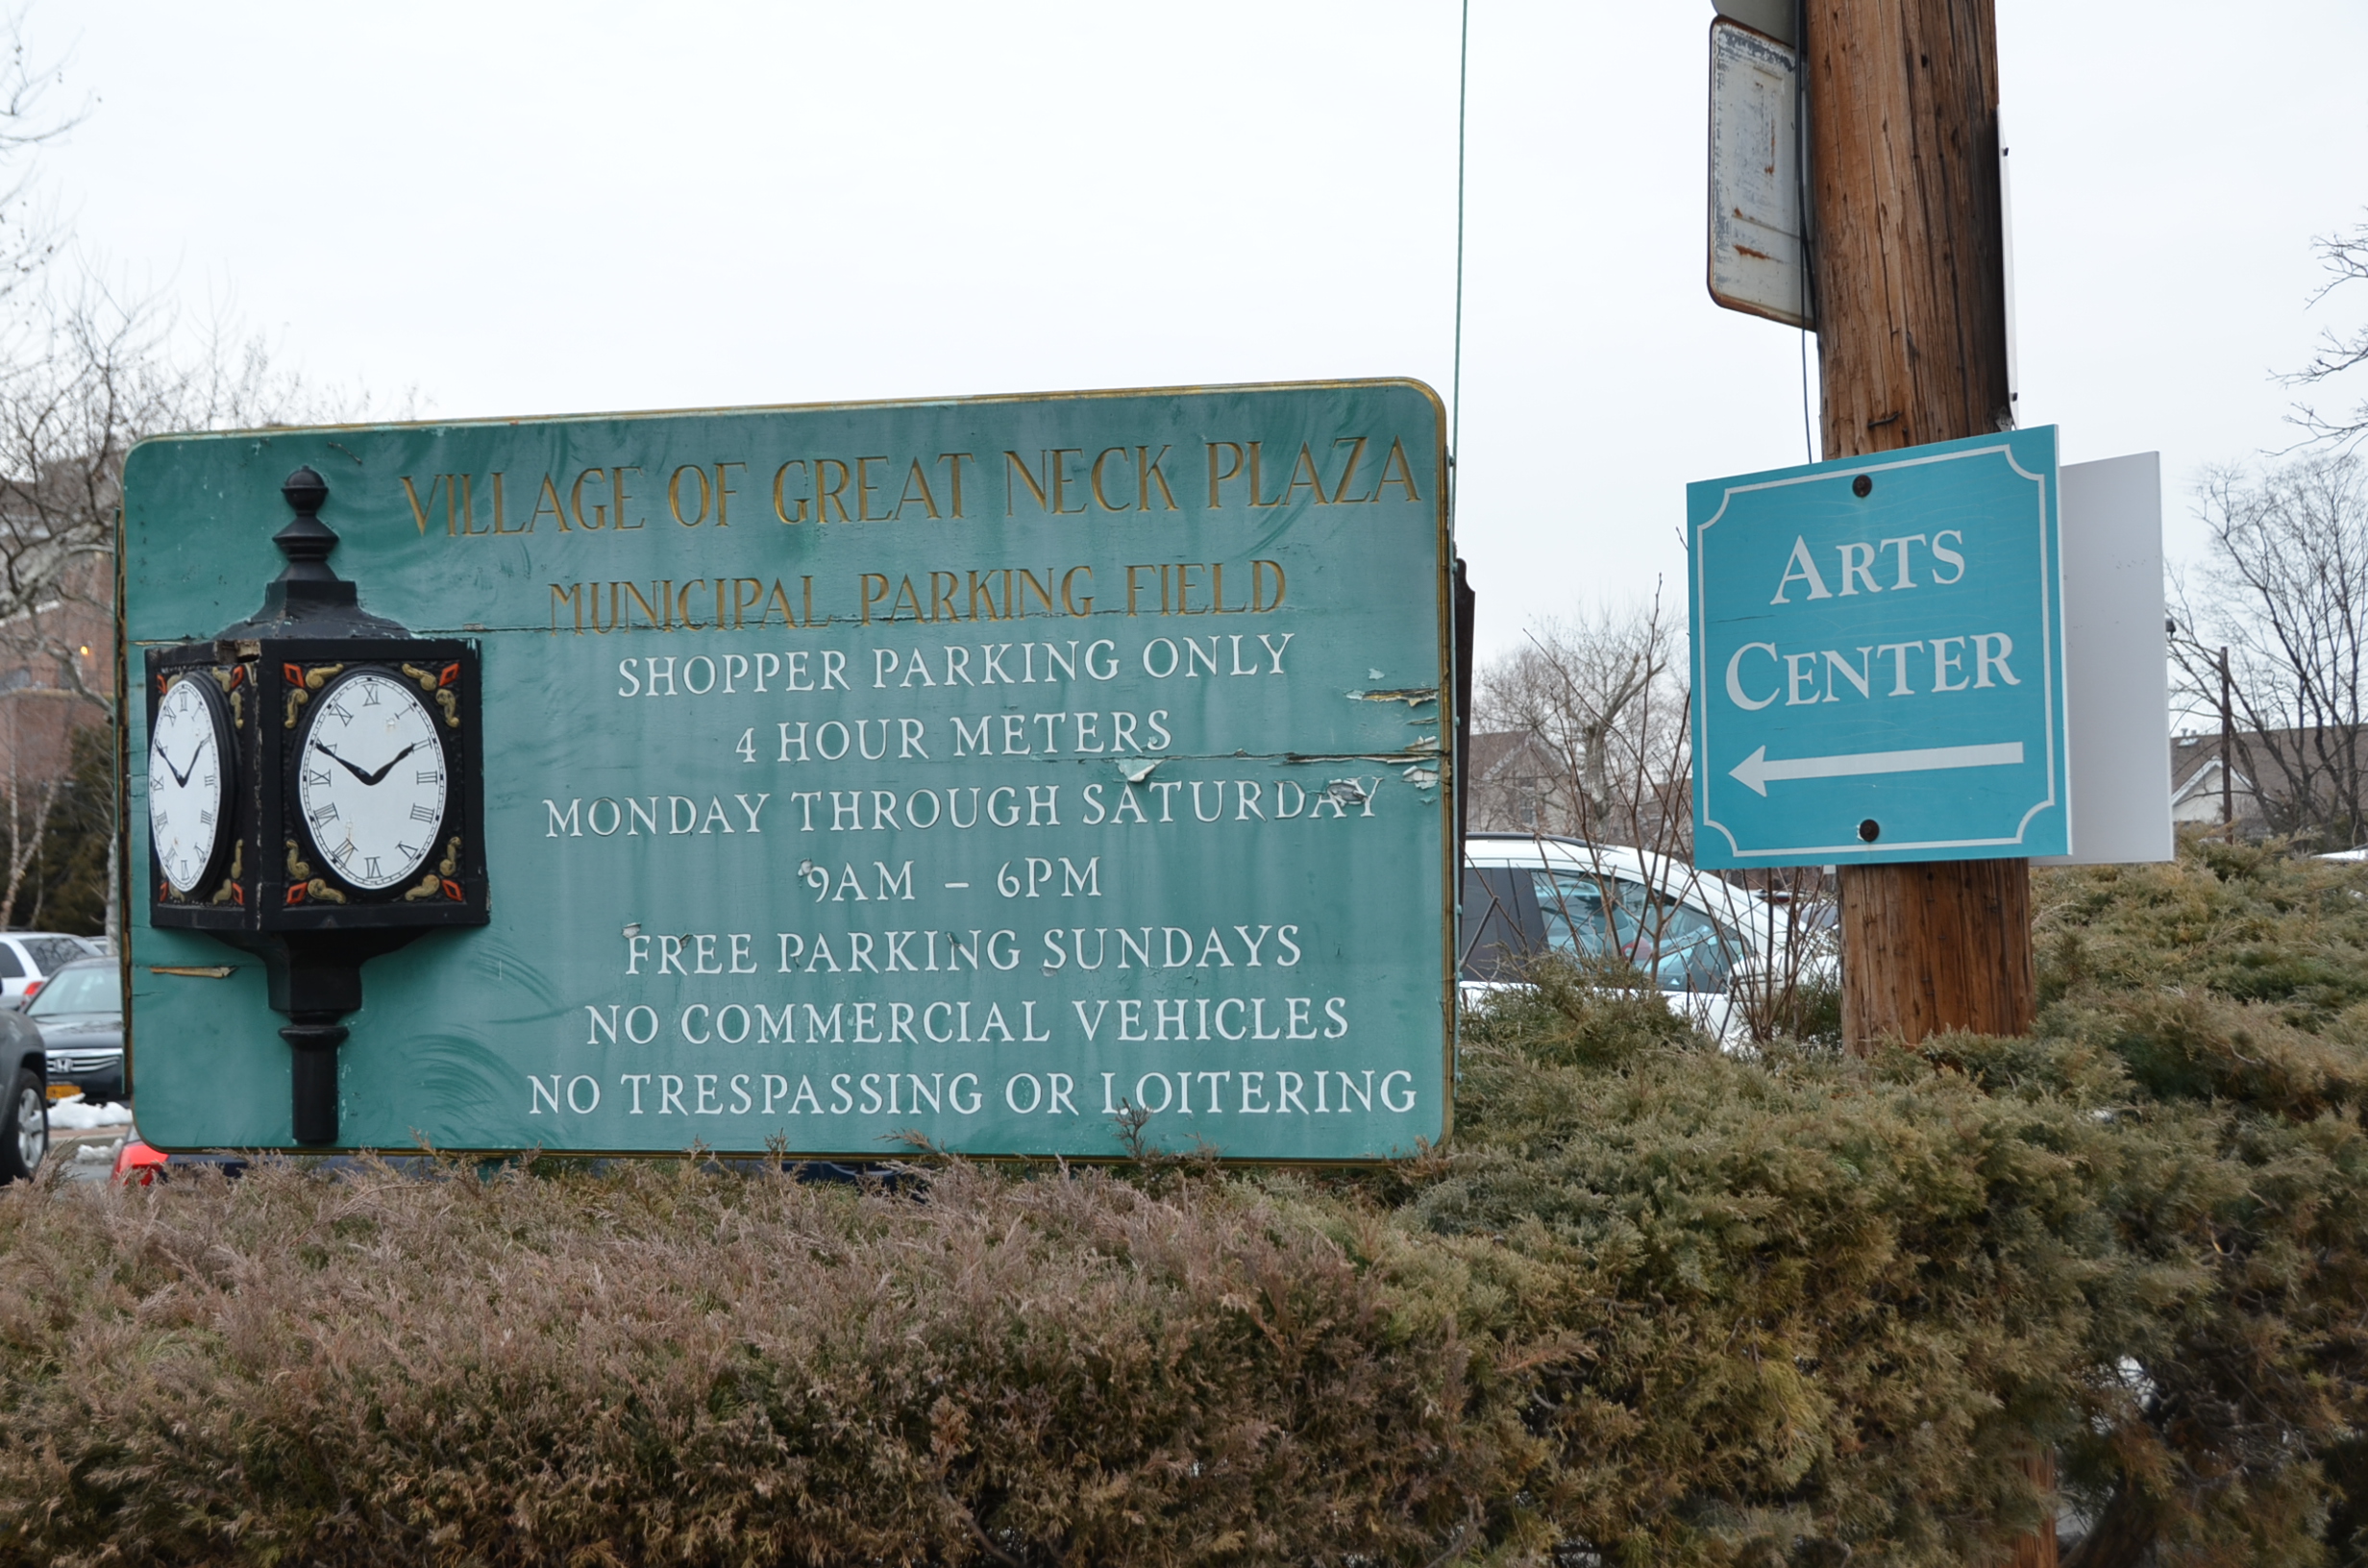 VILLAGE OF GREAT NECK PLAZA
MUNICIPAL PARKING FIELD
SHOPPER PARKING ONLY
4 HOUR METERS
MONDAY THROUGH SATURDAY
9AM – 6PM
FREE PARKING SUNDAYS
NO COMMERCIAL VEHICLES
NO TRESPASSING OR LOITERING
ARTS
CENTER